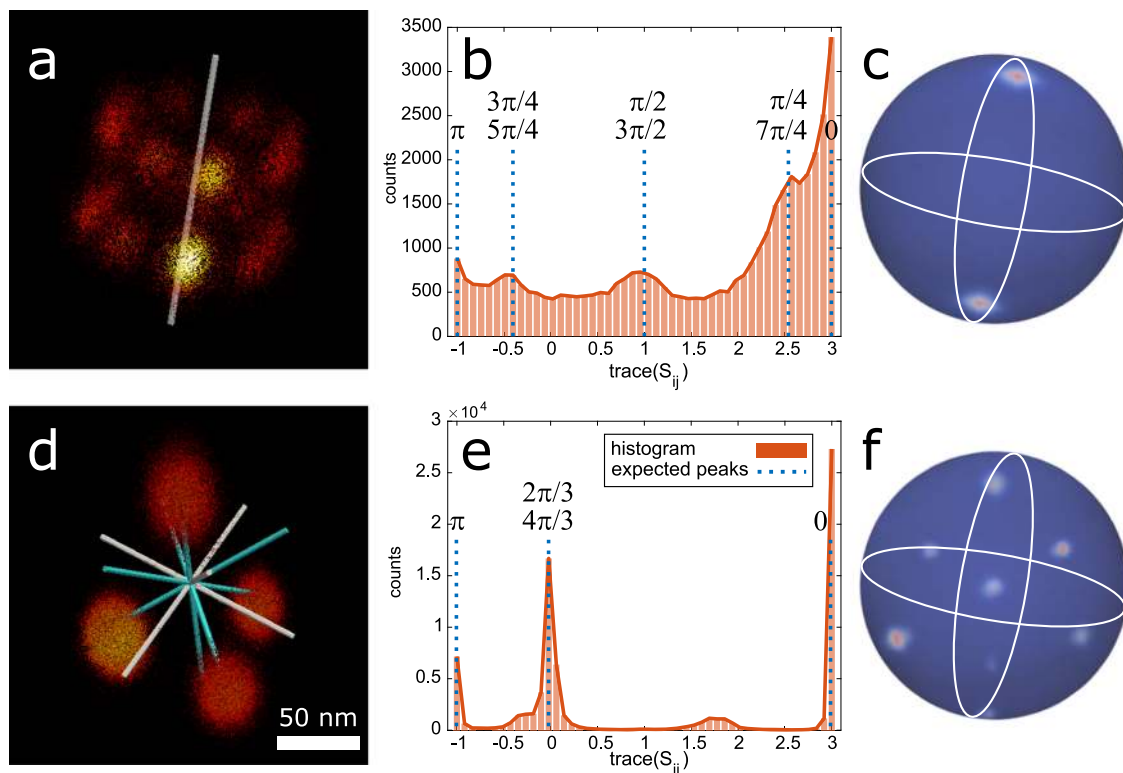 a
b
c
3500
3000
2500
2000
1500
1000
500
0
counts
π
3π/4
5π/4
π/2
3π/2
π/4
7π/4
0
-1 -0.5 0 0.5 1 1.5 2 2.5 3
trace(S_ij)
d
50 nm
e
f
×10^4
3
2.5
2
1.5
1
0.5
0
counts
histogram
expected peaks
π
2π/3
4π/3
0
-1 -0.5 0 0.5 1 1.5 2 2.5 3
trace(S_ij)